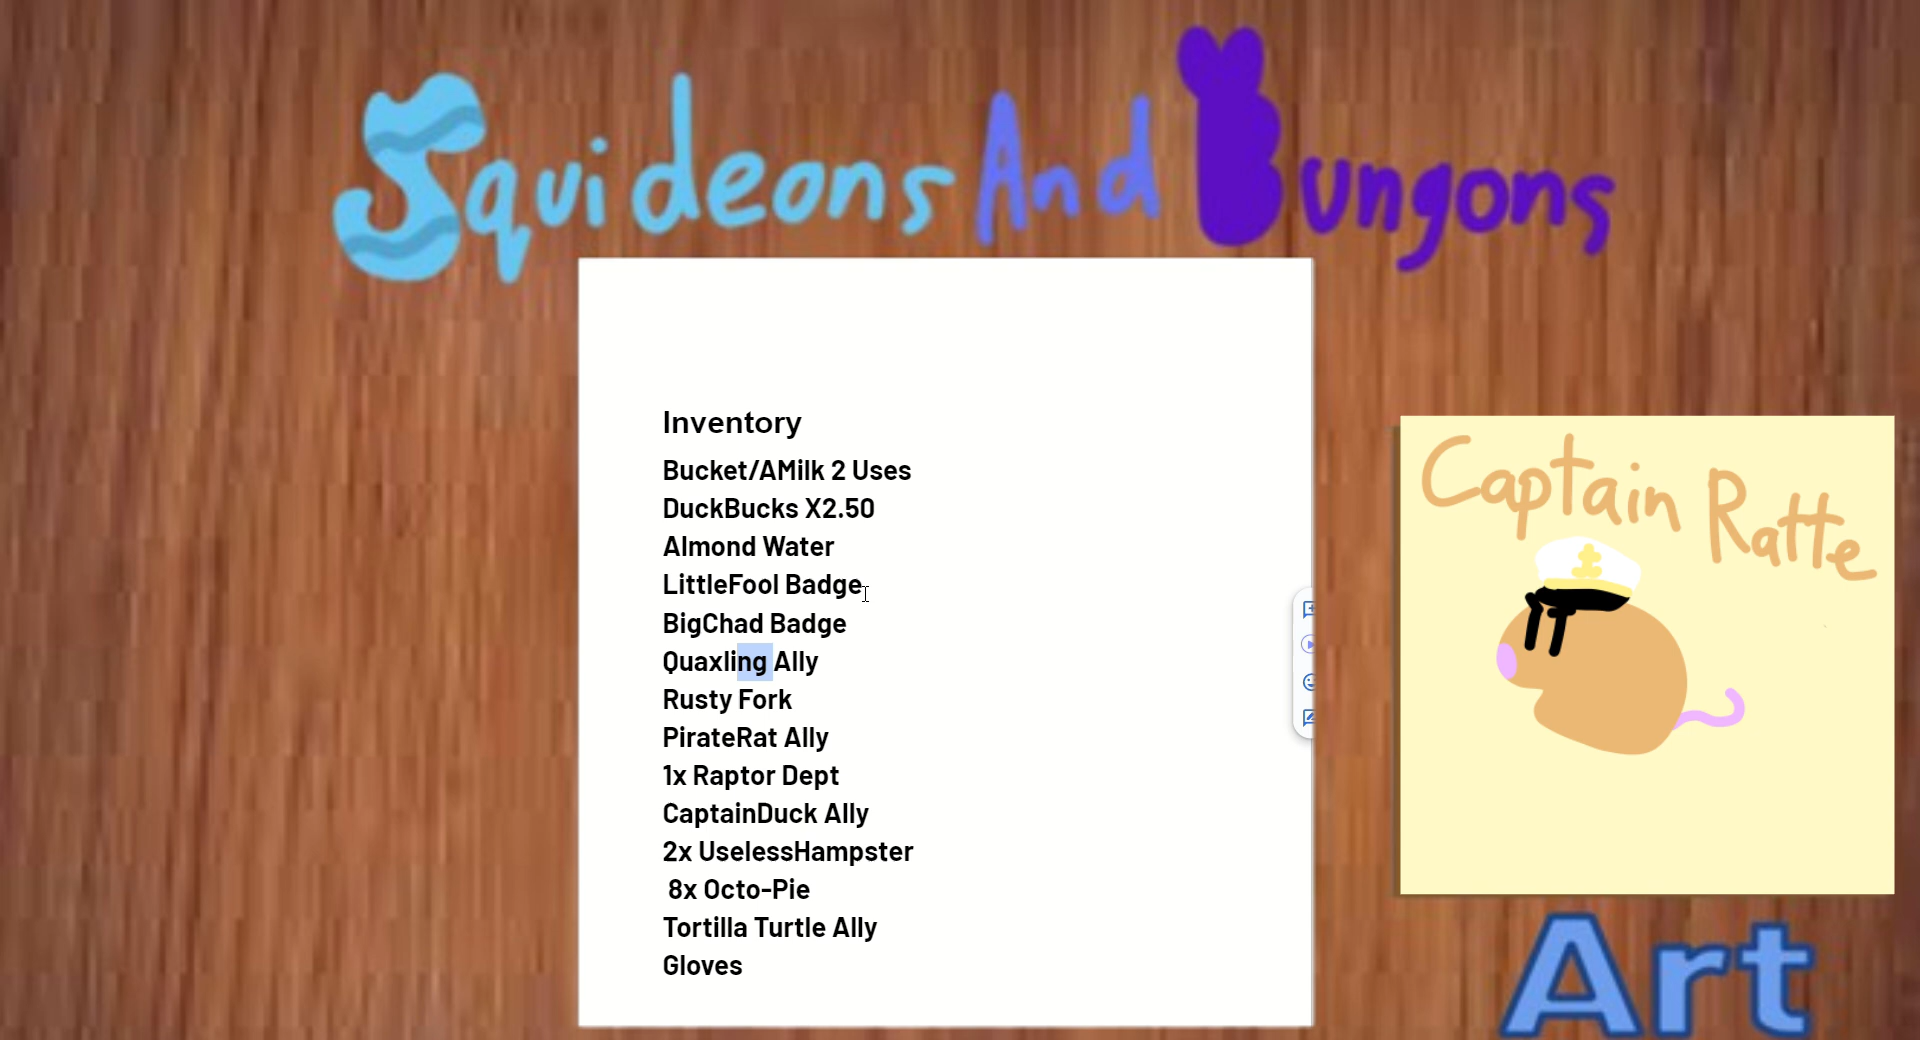 Squideons And Bungons
Inventory
Bucket/AMilk 2 Uses
DuckBucks X2.50
Almond Water
LittleFool Badge
BigChad Badge
Quaxling Ally
Rusty Fork
PirateRat Ally
1x Raptor Dept
CaptainDuck Ally
2x UselessHampster
8x Octo-Pie
Tortilla Turtle Ally
Gloves
Captain Ratte
Art